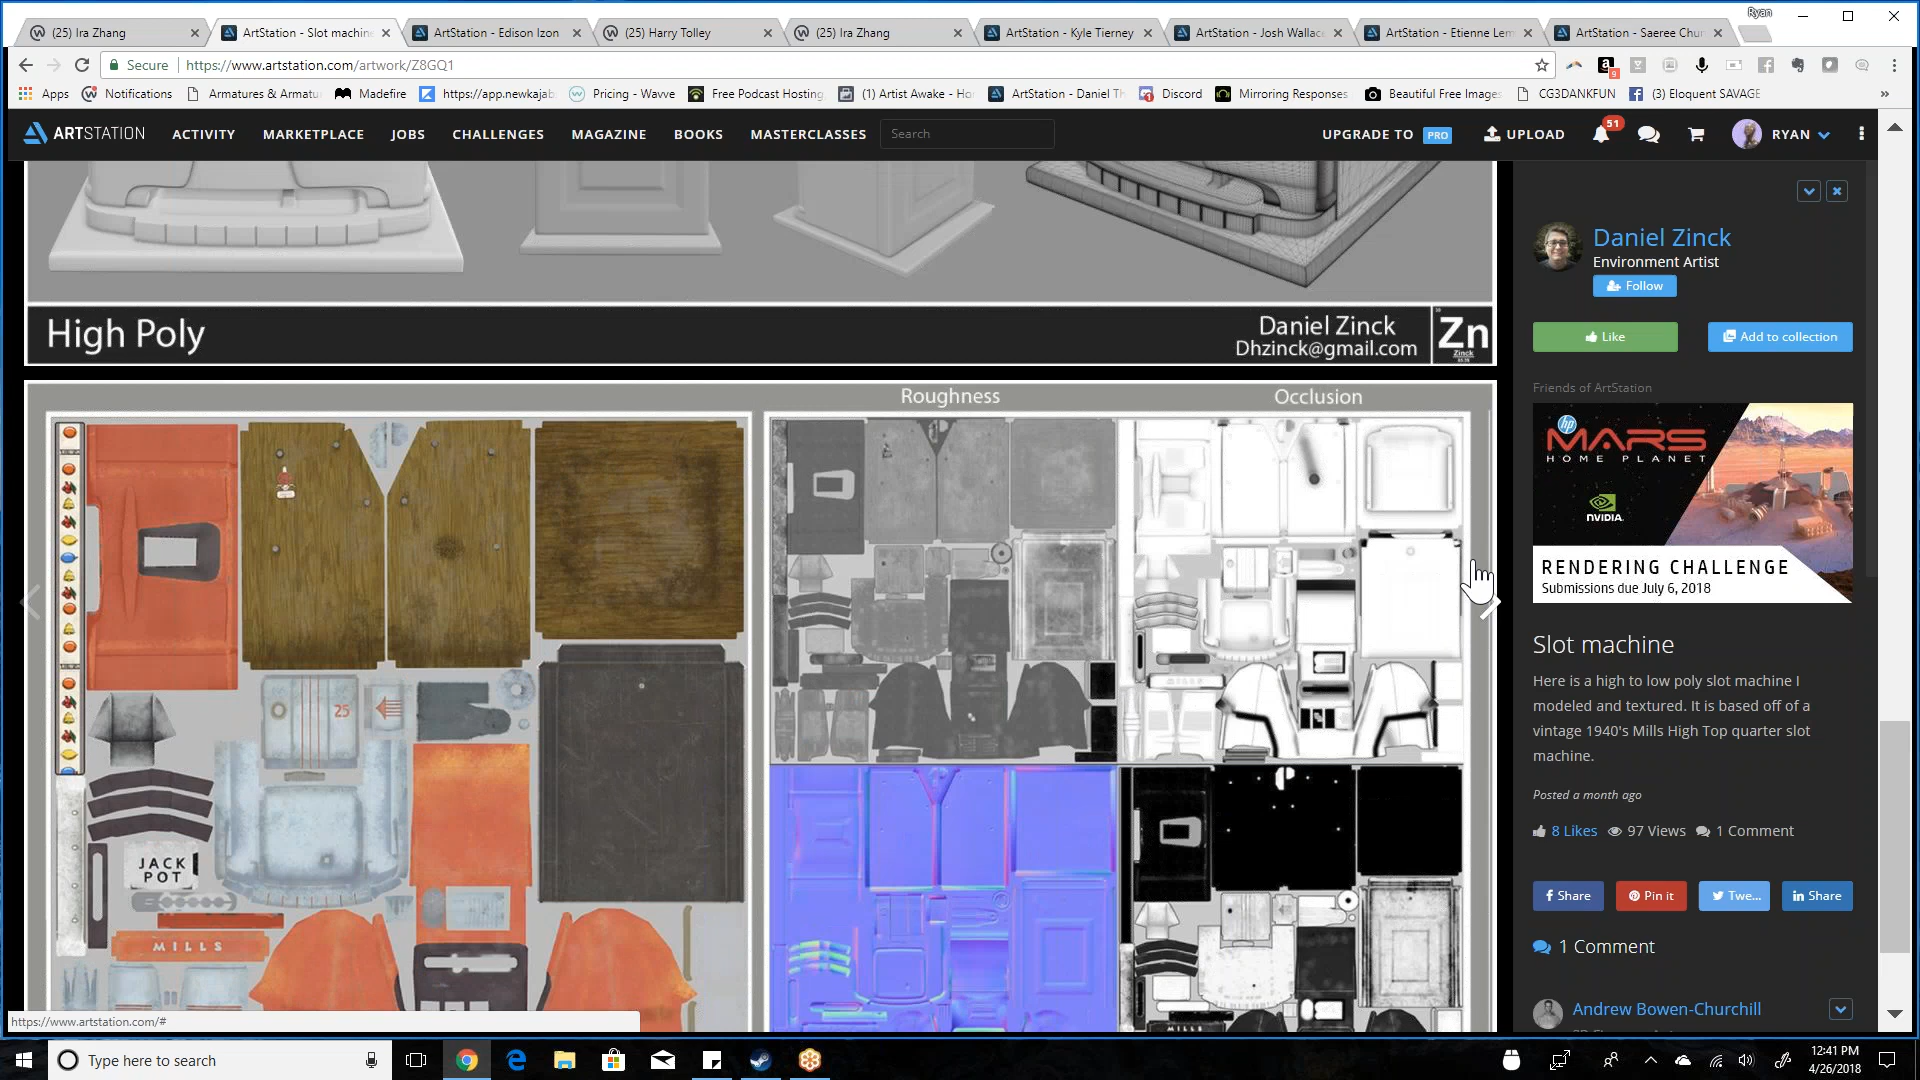 Ryan
(25) Ira Zhang
ArtStation - Slot machin
ArtStation - Edison Izon
(25) Harry Tolley
(25) Ira Zhang
ArtStation - Kyle Tierney
ArtStation - Josh Wallac
ArtStation - Etienne Lem
ArtStation - Saeree Chu
Secure
https://www.artstation.com/artwork/Z8GQ1
9
Apps
Notifications
Armatures & Armatu
Madefire
https://app.newkajab
Pricing - Wavve
Free Podcast Hosting
(1) Artist Awake - Ho
ArtStation - Daniel Th
Discord
Mirroring Responses
Beautiful Free Images
CG3DANKFUN
(3) Eloquent SAVAGE
»
ARTSTATION
ACTIVITY
MARKETPLACE
JOBS
CHALLENGES
MAGAZINE
BOOKS
MASTERCLASSES
Search
UPGRADE TO PRO
UPLOAD
51
RYAN
High Poly
Daniel Zinck
Dhzinck@gmail.com
Zn
Zinck
Roughness
Occlusion
25
JACK
POT
MILLS
MILLS
MILLS
Daniel Zinck
Environment Artist
Follow
Like
Add to collection
Friends of ArtStation
hp
MARS
HOME PLANET
NVIDIA
RENDERING CHALLENGE
Submissions due July 6, 2018
Slot machine
Here is a high to low poly slot machine I
modeled and textured. It is based off of a
vintage 1940's Mills High Top quarter slot
machine.
Posted a month ago
8 Likes
97 Views
1 Comment
Share
Pin it
Twe...
Share
1 Comment
Andrew Bowen-Churchill
https://www.artstation.com/#
Type here to search
12:41 PM
4/26/2018